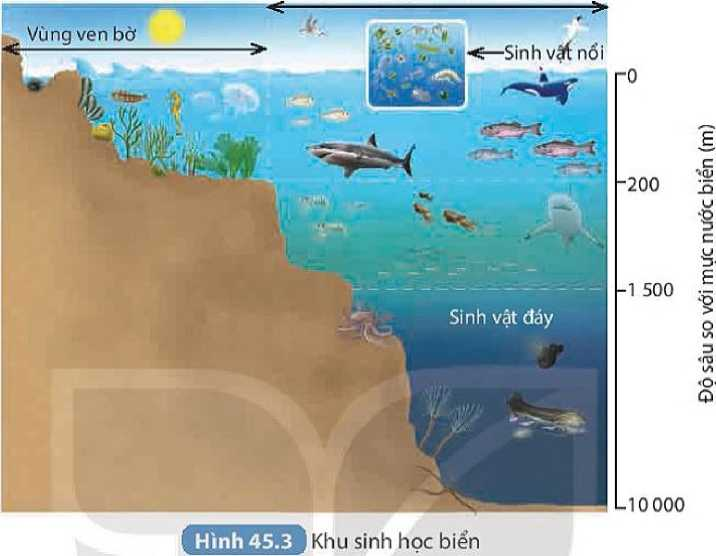 Vùng ven bờ
Sinh vật nổi
0
200
1 500
Sinh vật đáy
10 000
Độ sâu so với mực nước biển (m)
Hình 45.3 Khu sinh học biển